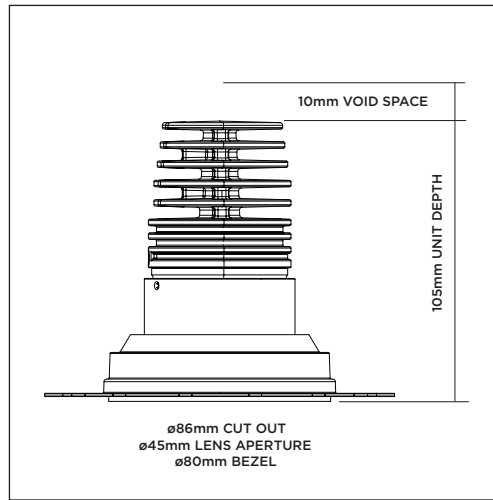 10mm VOID SPACE
105mm UNIT DEPTH
ø86mm CUT OUT
ø45mm LENS APERTURE
ø80mm BEZEL